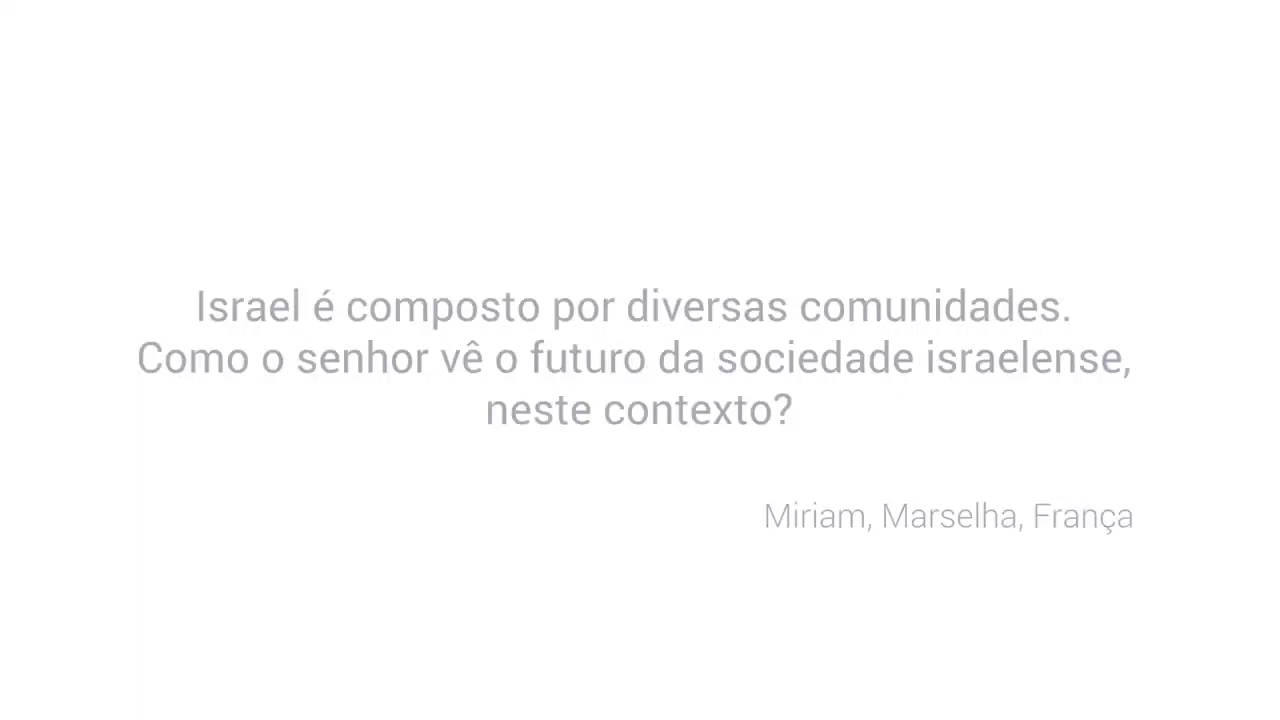 Israel é composto por diversas comunidades.
Como o senhor vê o futuro da sociedade israelense,
neste contexto?
Miriam, Marselha, França